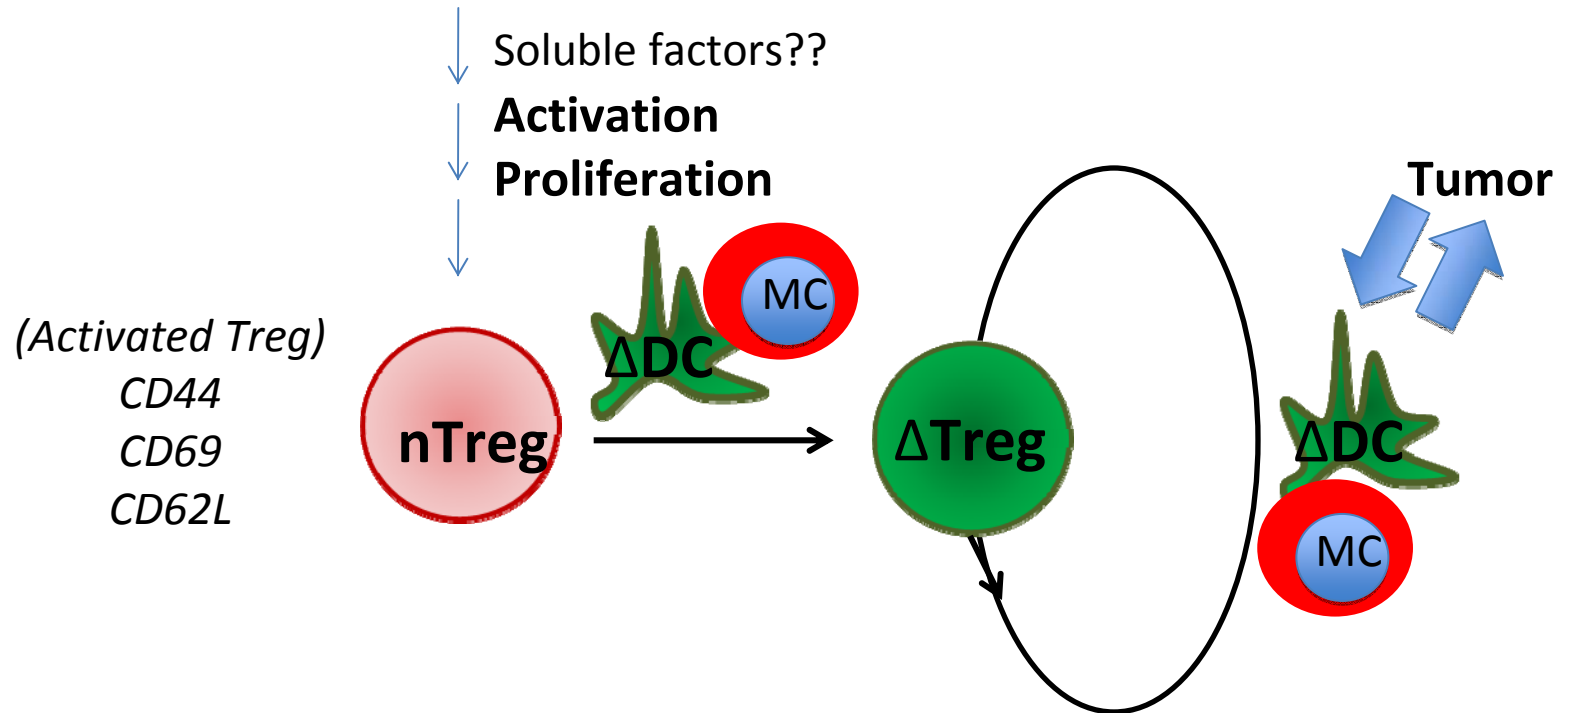 Soluble factors??
Activation
Proliferation
Tumor
MC
(Activated Treg)
CD44
CD69
CD62L
ΔDC
nTreg
ΔTreg
ΔDC
MC